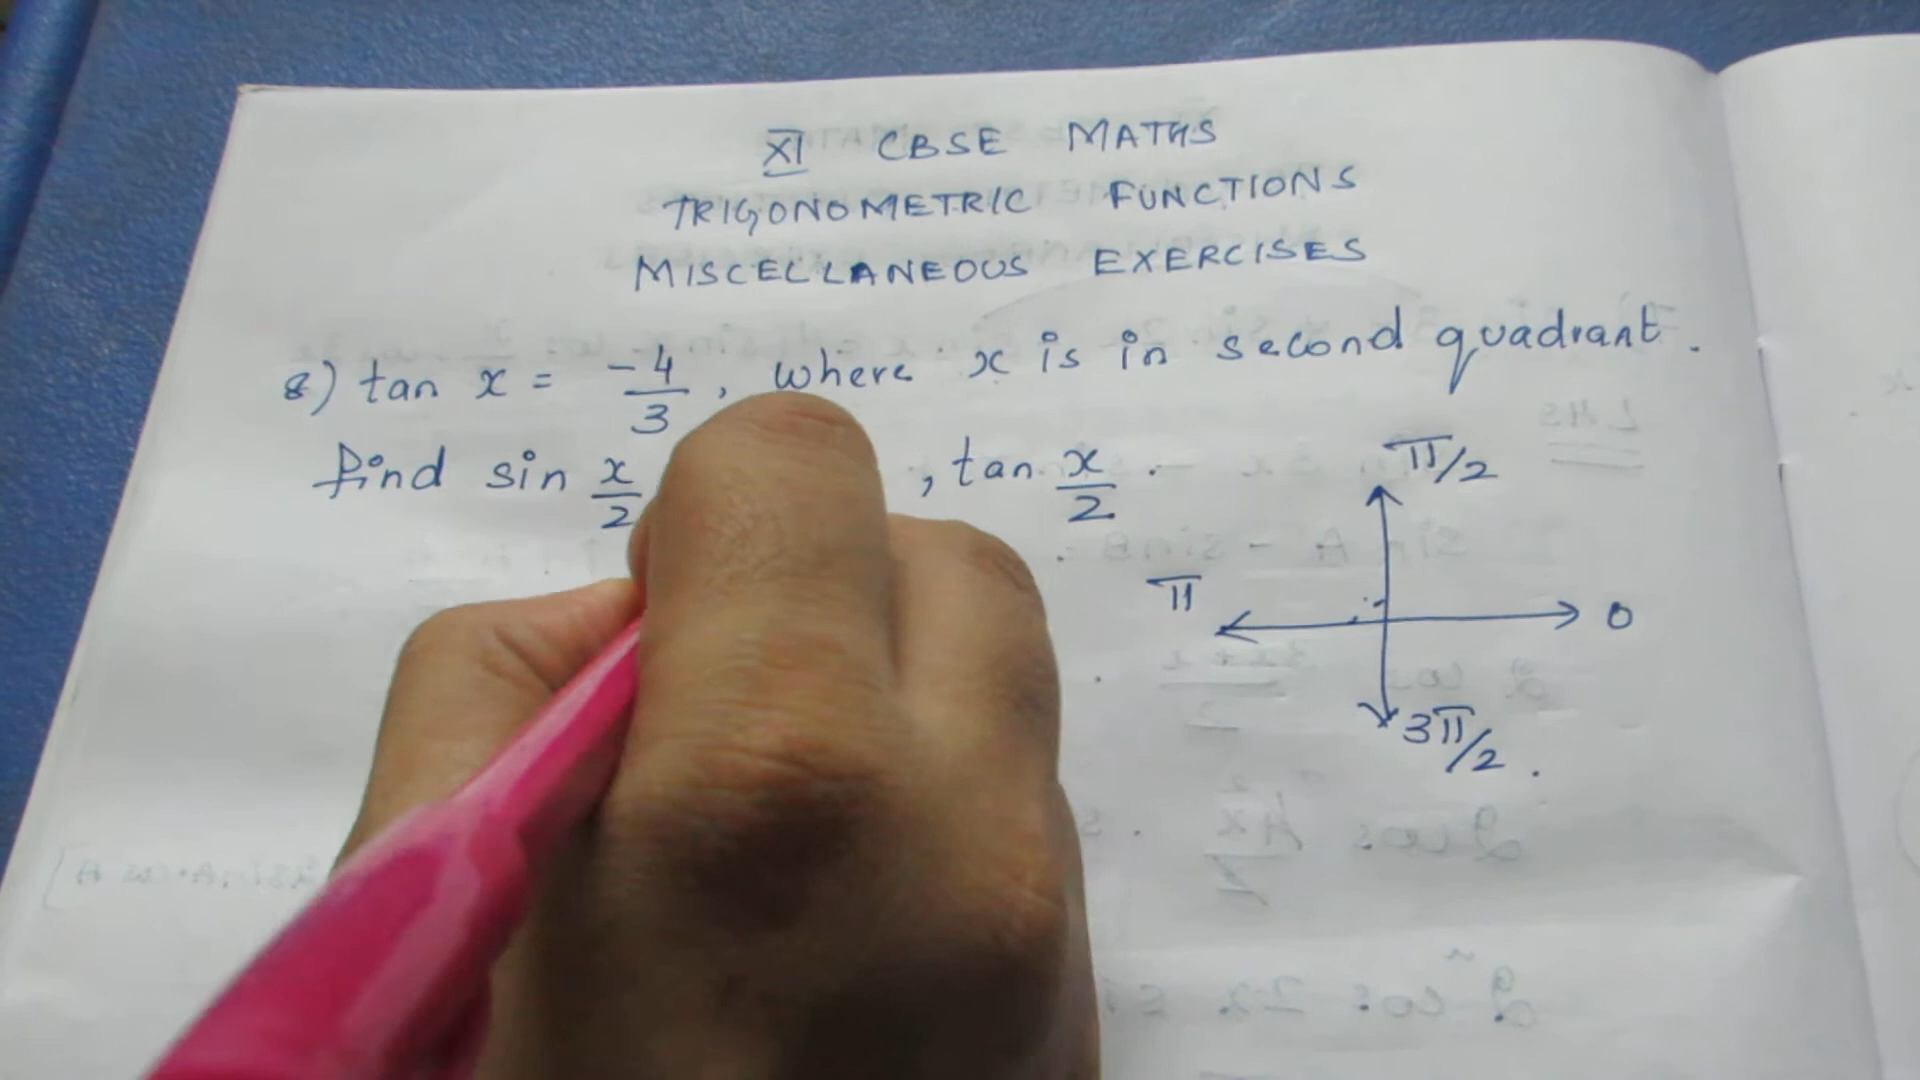 XI CBSE MATHS
TRIGONOMETRIC FUNCTIONS
MISCELLANEOUS EXERCISES
8) tan x = -4/3, where x is in second quadrant.
find sin x/2 , tan x/2.
π/2
π
0
3π/2.